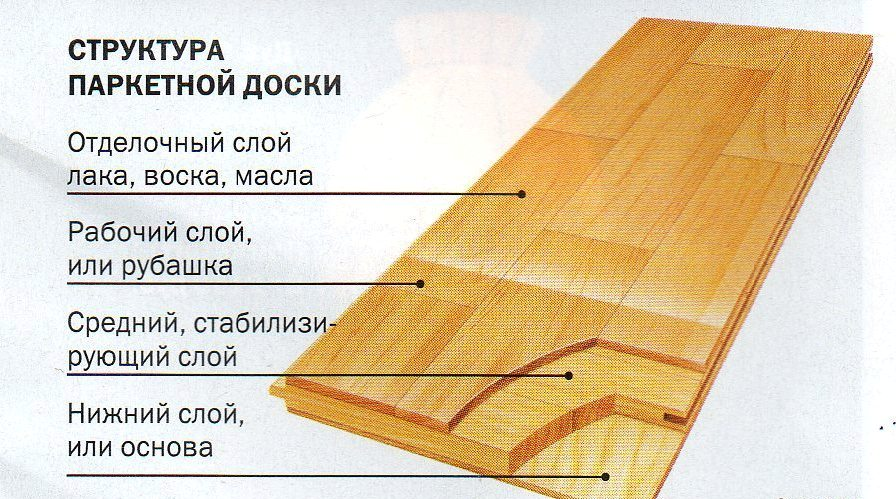 СТРУКТУРА
ПАРКЕТНОЙ ДОСКИ
Отделочный слой
лака, воска, масла
Рабочий слой,
или рубашка
Средний, стабилизи-
рующий слой
Нижний слой,
или основа